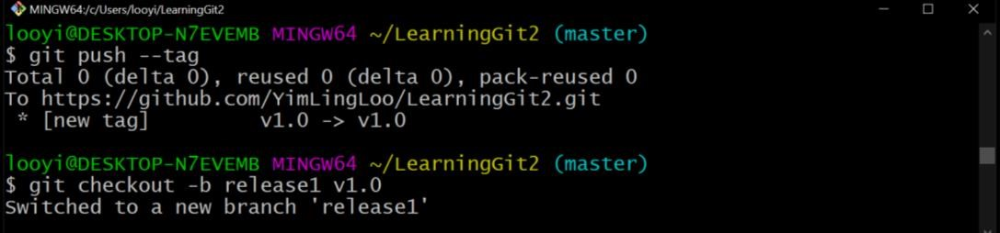 MINGW64:/c/Users/looyi/LearningGit2
looyi@DESKTOP-N7EVEMB MINGW64 ~/LearningGit2 (master)
$ git push --tag
Total 0 (delta 0), reused 0 (delta 0), pack-reused 0
To https://github.com/YimLingLoo/LearningGit2.git
 * [new tag]         v1.0 -> v1.0
looyi@DESKTOP-N7EVEMB MINGW64 ~/LearningGit2 (master)
$ git checkout -b release1 v1.0
Switched to a new branch 'release1'